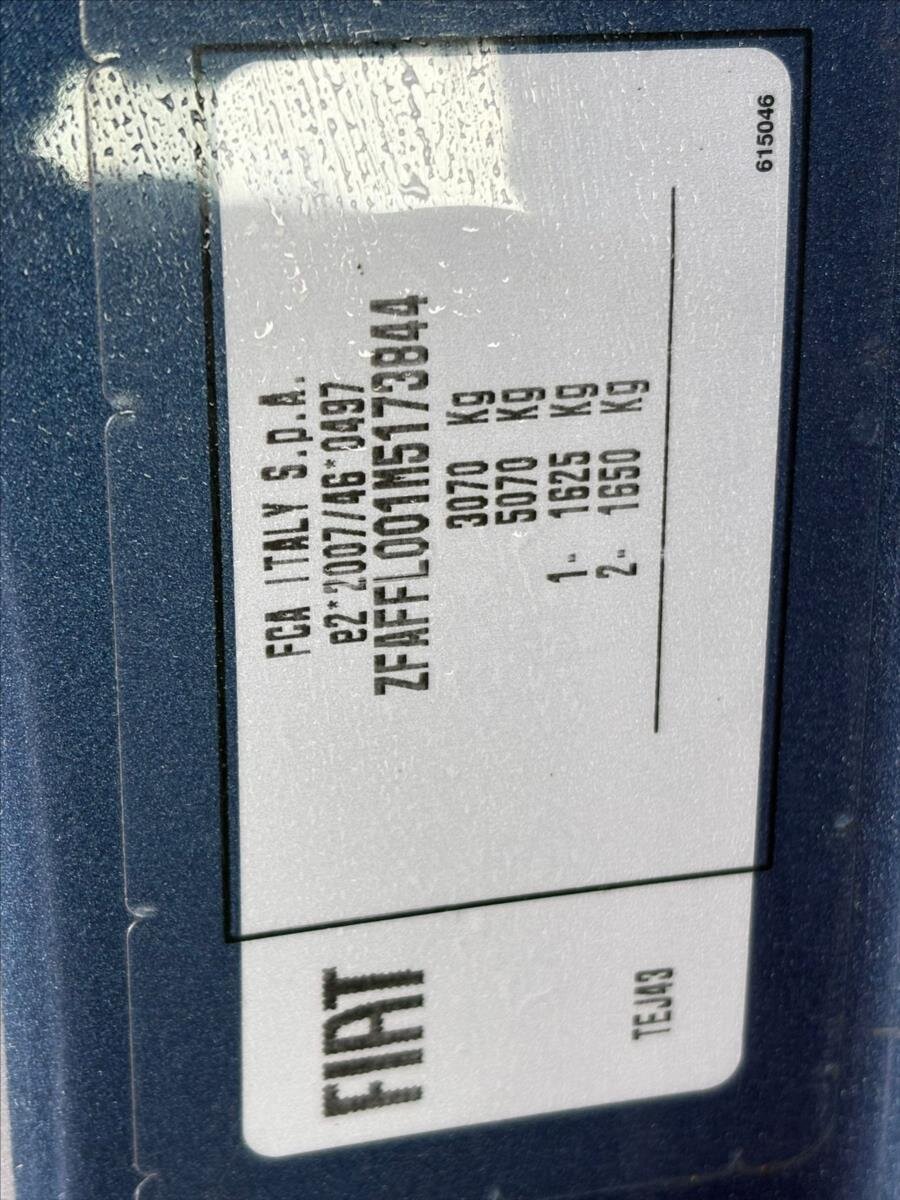 FIAT
TEJ43
FCA ITALY S.p.A.
e2*2007/46*0497
ZFAFFL001M5173844
3070 Kg
5070 Kg
1- 1625 Kg
2- 1650 Kg
615046